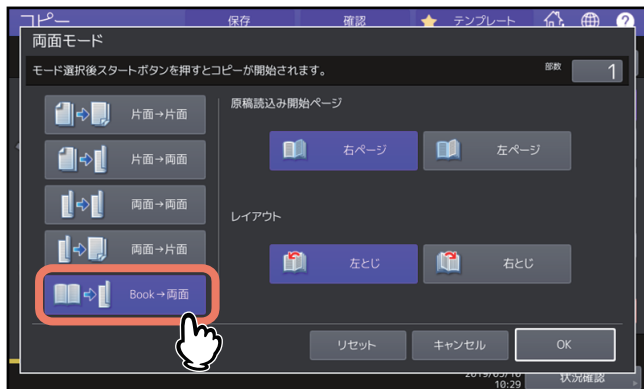 コピー 保存 確認 テンプレート
両面モード
モード選択後スタートボタンを押すとコピーが開始されます。 部数 1
片面→片面
片面→両面
両面→両面
両面→片面
Book→両面
原稿読込み開始ページ
右ページ 左ページ
レイアウト
左とじ 右とじ
リセット キャンセル OK
10:29 状況確認